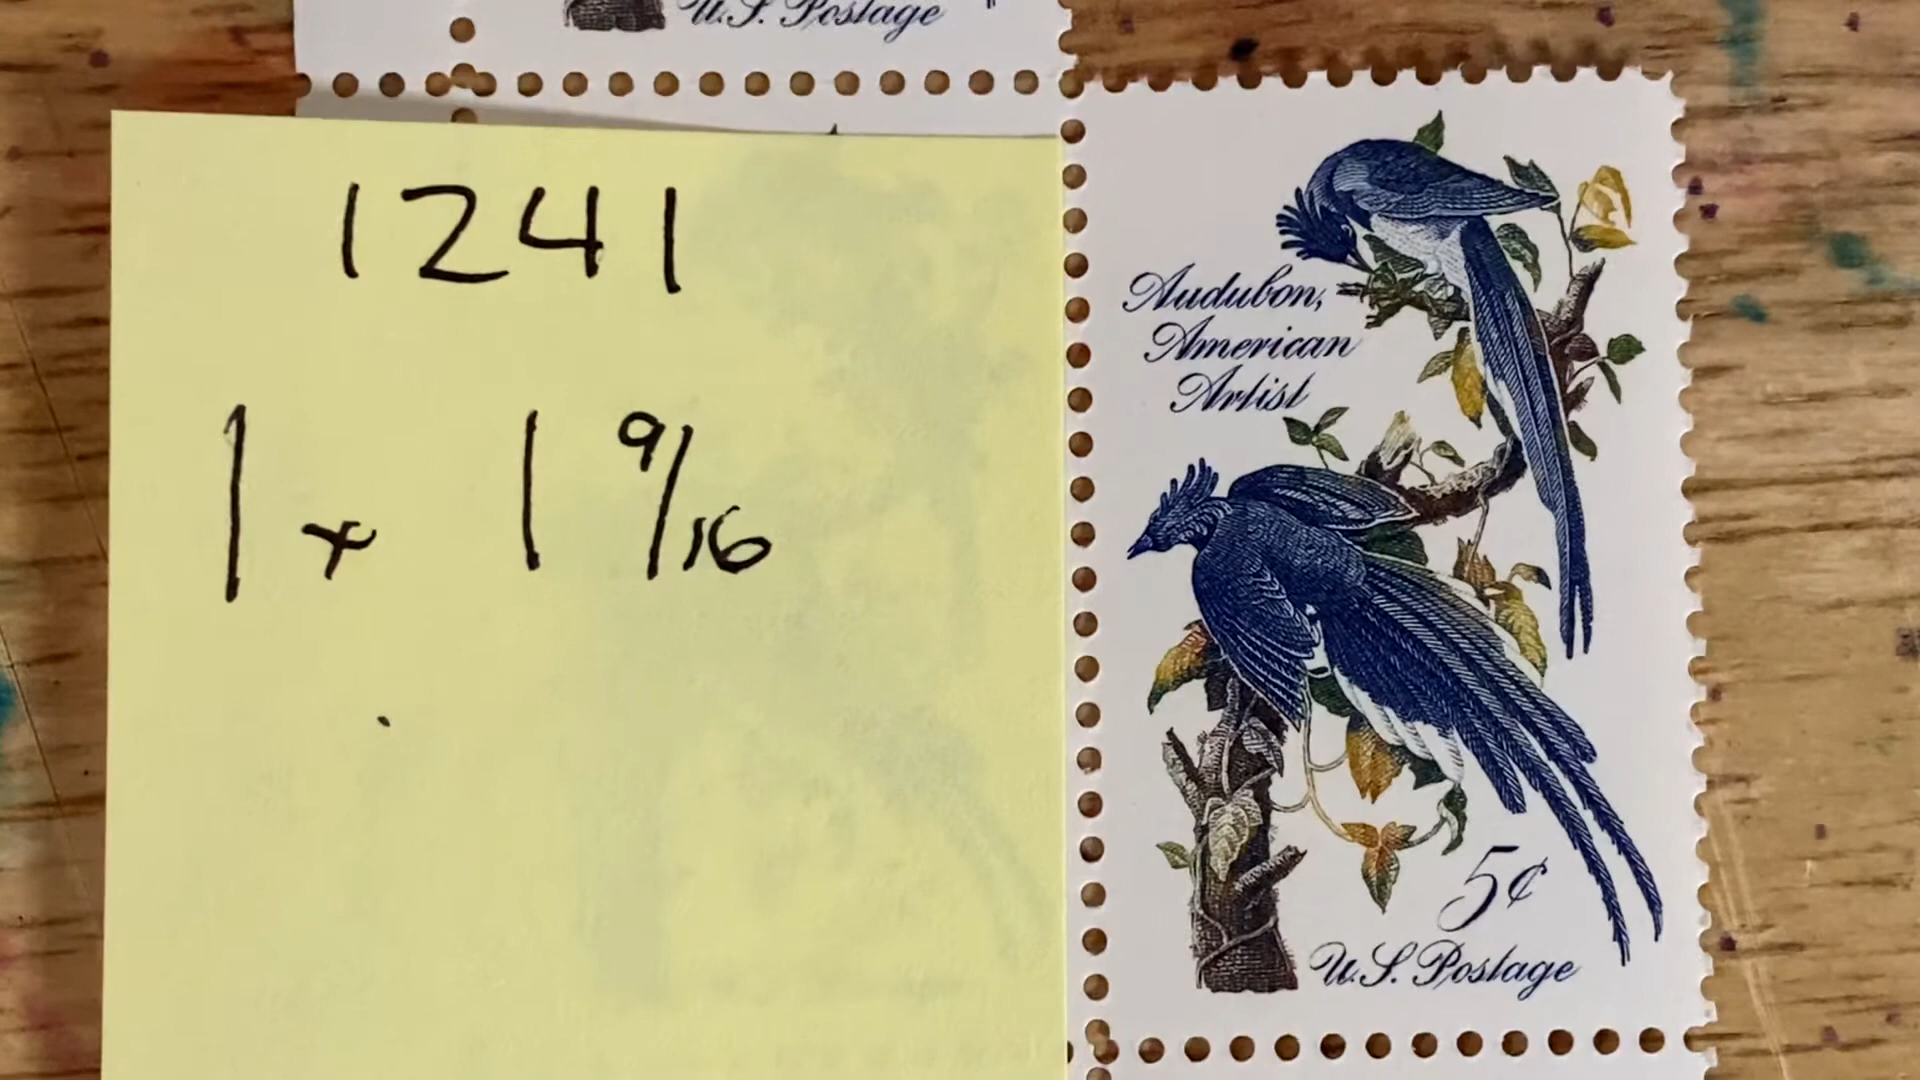 U.S. Postage
1241
1 x 1 9/16
Audubon,
American
Artist
5¢
U.S. Postage